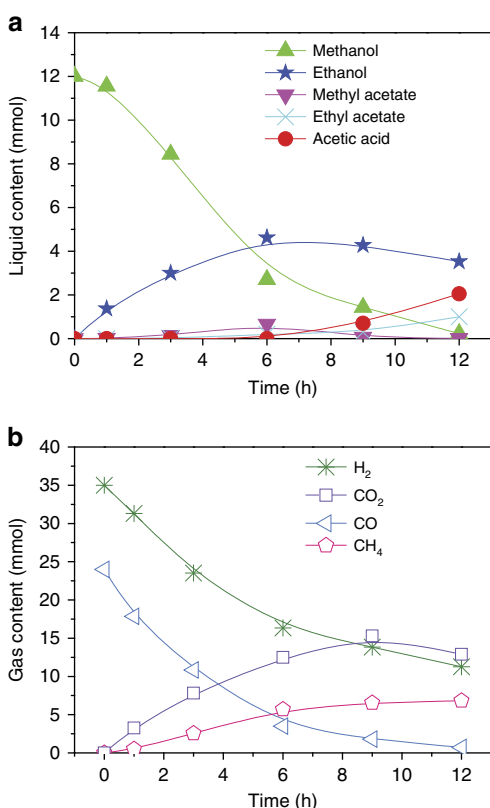 a
14
12
10
8
6
4
2
0
Liquid content (mmol)
Methanol
Ethanol
Methyl acetate
Ethyl acetate
Acetic acid
0 2 4 6 8 10 12
Time (h)
b
40
35
30
25
20
15
10
5
0
Gas content (mmol)
H₂
CO₂
CO
CH₄
0 2 4 6 8 10 12
Time (h)